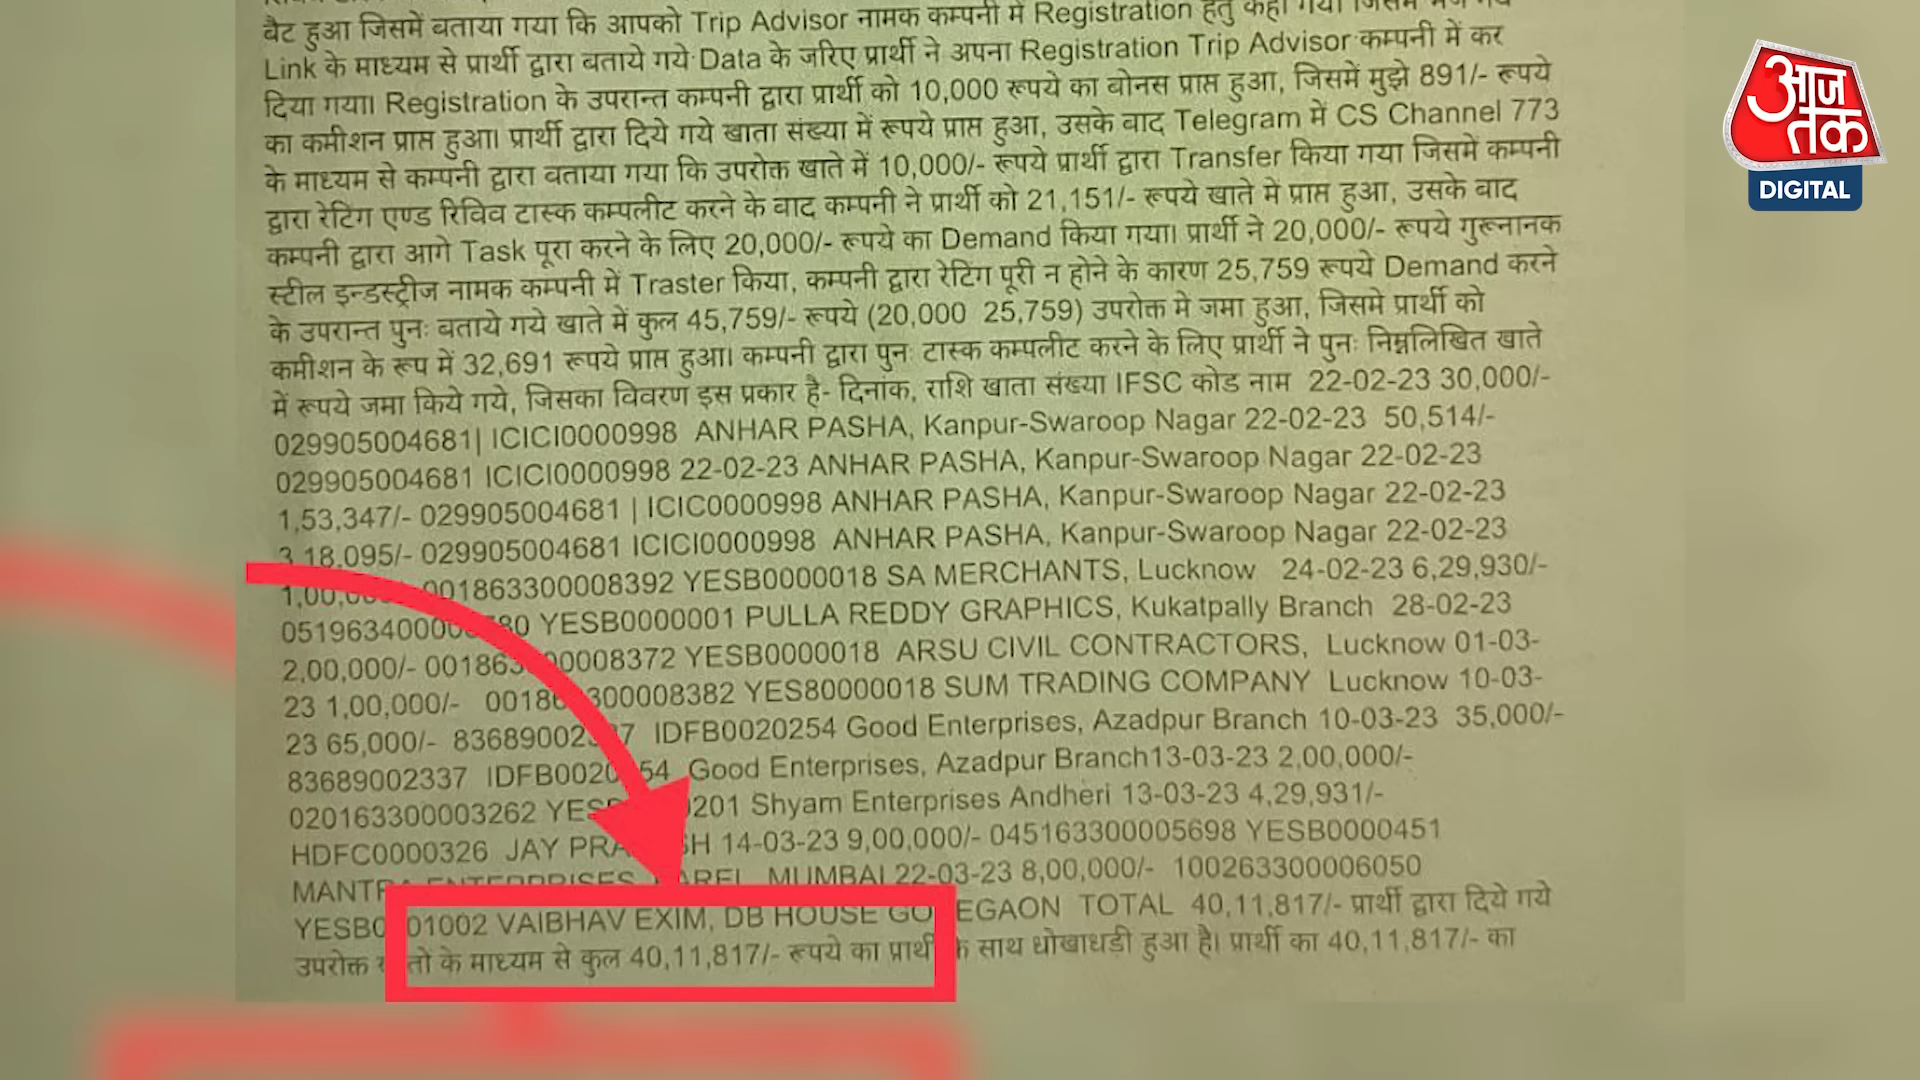 बैट हुआ जिसमें बताया गया कि आपको Trip Advisor नामक कम्पनी में Registration हेतु कहा गया
Link के माध्यम से प्रार्थी द्वारा बताये गये Data के जरिए प्रार्थी ने अपना Registration Trip Advisor कम्पनी में कर
दिया गया। Registration के उपरान्त कम्पनी द्वारा प्रार्थी को 10,000 रूपये का बोनस प्राप्त हुआ, जिसमें मुझे 891/- रूपये
का कमीशन प्राप्त हुआ। प्रार्थी द्वारा दिये गये खाता संख्या में रूपये प्राप्त हुआ, उसके बाद Telegram में CS Channel 773
के माध्यम से कम्पनी द्वारा बताया गया कि उपरोक्त खाते में 10,000/- रूपये प्रार्थी द्वारा Transfer किया गया जिसमें कम्पनी
द्वारा रेटिंग एण्ड रिविव टास्क कम्पलीट करने के बाद कम्पनी ने प्रार्थी को 21,151/- रूपये खाते में प्राप्त हुआ, उसके बाद
कम्पनी द्वारा आगे Task पूरा करने के लिए 20,000/- रूपये का Demand किया गया। प्रार्थी ने 20,000/- रूपये गुरूनानक
स्टील इन्डस्ट्रीज नामक कम्पनी में Traster किया, कम्पनी द्वारा रेटिंग पूरी न होने के कारण 25,759 रूपये Demand करने
के उपरान्त पुनः बताये गये खाते में कुल 45,759/- रूपये (20,000 25,759) उपरोक्त मे जमा हुआ, जिसमे प्रार्थी को
कमीशन के रूप में 32,691 रूपये प्राप्त हुआ। कम्पनी द्वारा पुनः टास्क कम्पलीट करने के लिए प्रार्थी ने पुनः निम्नलिखित खाते
में रूपये जमा किये गये, जिसका विवरण इस प्रकार है- दिनांक, राशि खाता संख्या IFSC कोड नाम 22-02-23 30,000/-
029905004681| ICICI0000998 ANHAR PASHA, Kanpur-Swaroop Nagar 22-02-23 50,514/-
029905004681 ICICI0000998 22-02-23 ANHAR PASHA, Kanpur-Swaroop Nagar 22-02-23
1,53,347/- 029905004681 | ICIC0000998 ANHAR PASHA, Kanpur-Swaroop Nagar 22-02-23
3,18,095/- 029905004681 ICICI0000998 ANHAR PASHA, Kanpur-Swaroop Nagar 22-02-23
001863300008392 YESB0000018 SA MERCHANTS, Lucknow 24-02-23 6,29,930/-
YESB0000001 PULLA REDDY GRAPHICS, Kukatpally Branch 28-02-23
2,00,000/- YESB0000018 ARSU CIVIL CONTRACTORS, Lucknow 01-03-
23 1,00,000/- YES80000018 SUM TRADING COMPANY Lucknow 10-03-
23 65,000/- IDFB0020254 Good Enterprises, Azadpur Branch 10-03-23 35,000/-
83689002337 Good Enterprises, Azadpur Branch13-03-23 2,00,000/-
020163300003262 Shyam Enterprises Andheri 13-03-23 4,29,931/-
HDFC0000326 JAY 14-03-23 9,00,000/- 045163300005698 YESB0000451
MANTRA ENTERPRISES PAREL, MUMBAI 22-03-23 8,00,000/- 100263300006050
VAIBHAV EXIM, DB HOUSE GOREGAON TOTAL 40,11,817/- प्रार्थी द्वारा दिये गये
उपरोक्त के माध्यम से कुल 40,11,817/- रूपये का प्रार्थी के साथ धोखाधड़ी हुआ है। प्रार्थी का 40,11,817/- का
आज
तक
DIGITAL